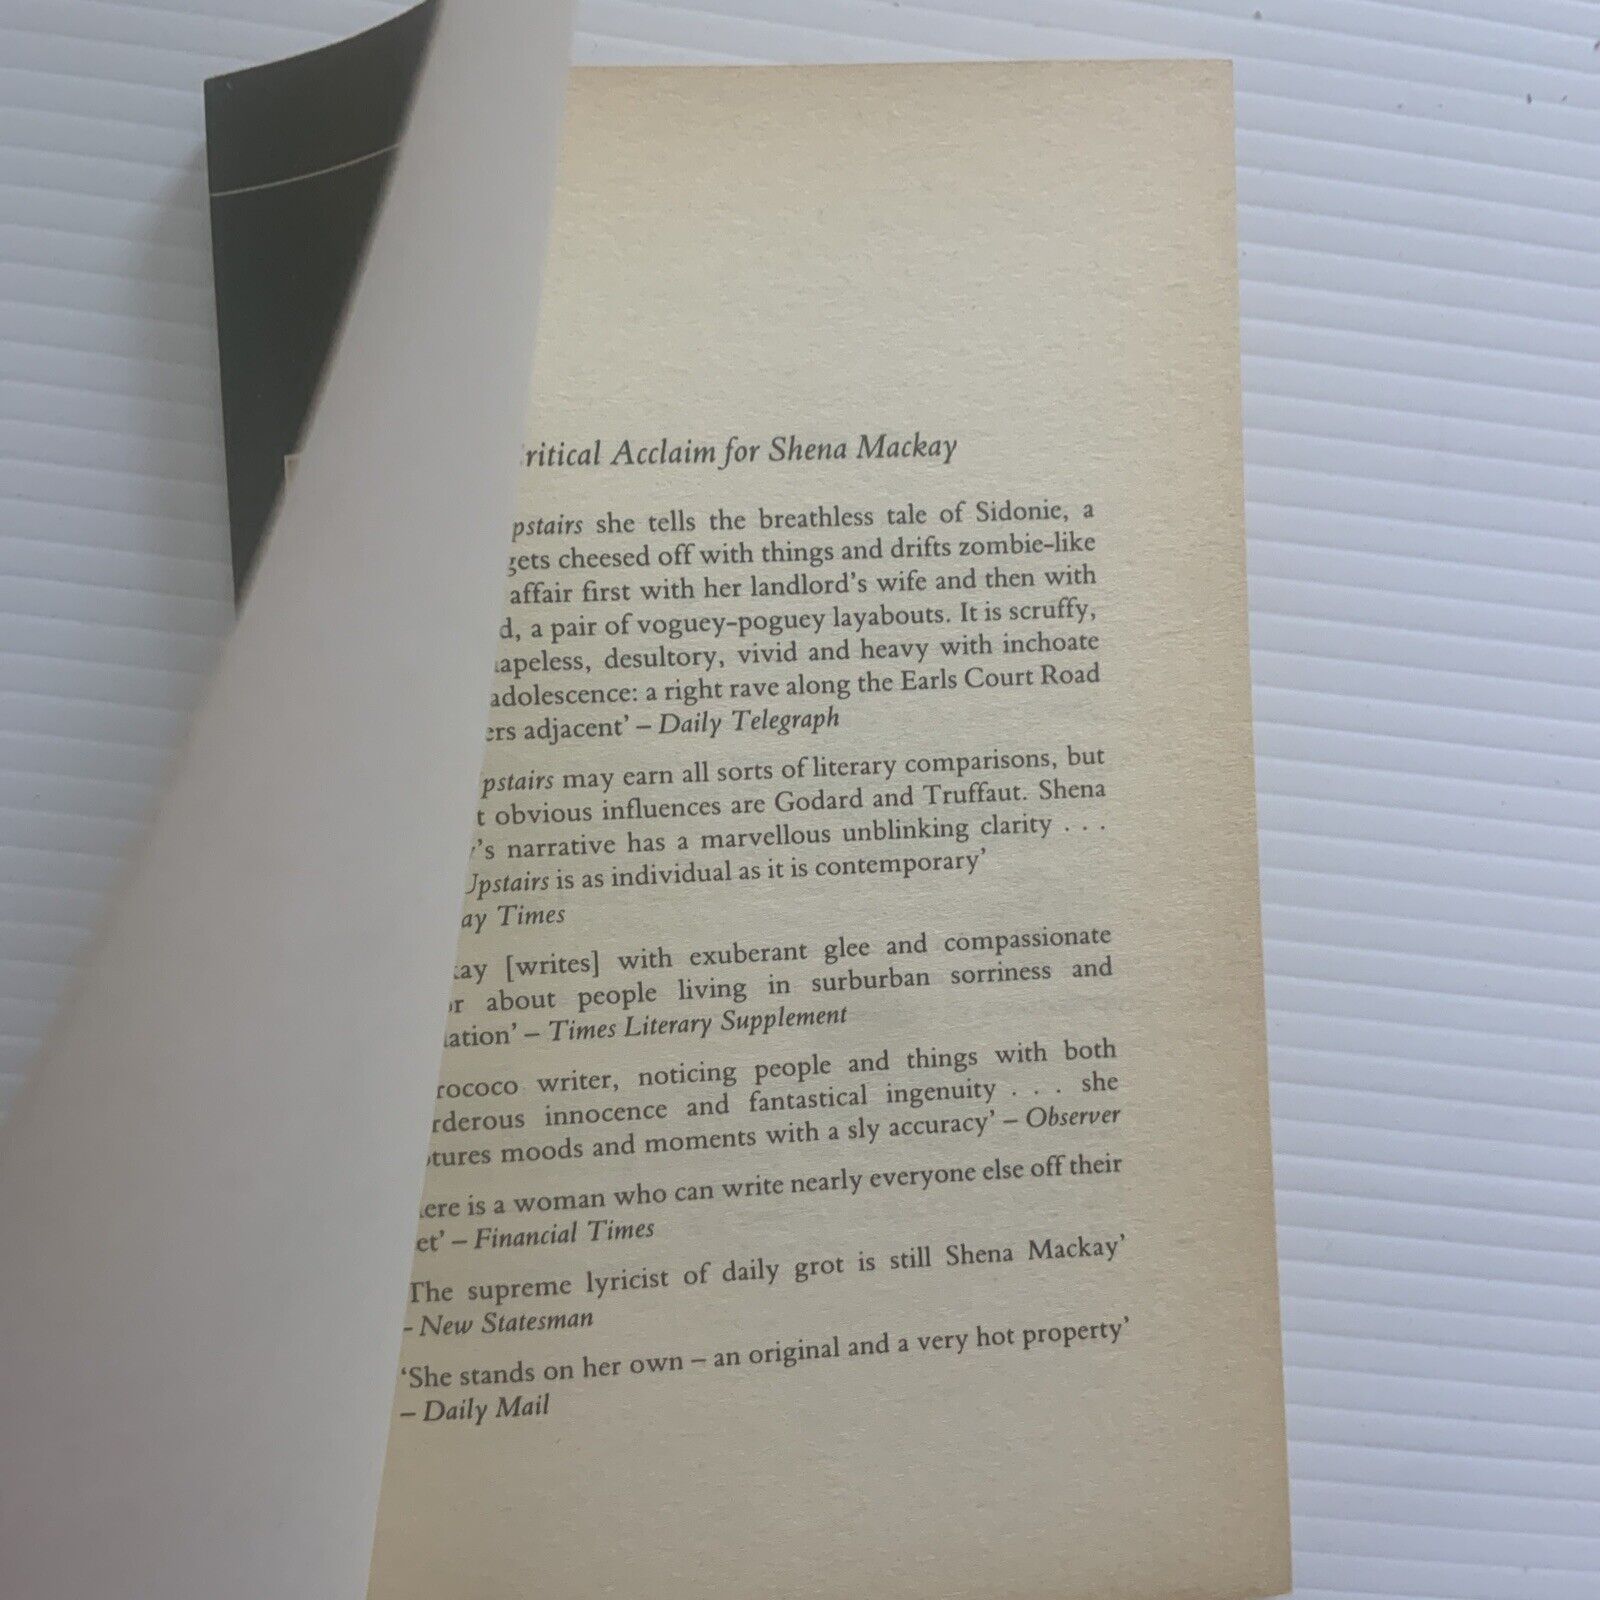 ritical Acclaim for Shena Mackay
pstairs she tells the breathless tale of Sidonie, a
gets cheesed off with things and drifts zombie-like
affair first with her landlord's wife and then with
d, a pair of voguey-poguey layabouts. It is scruffy,
apeless, desultory, vivid and heavy with inchoate
adolescence: a right rave along the Earls Court Road
ers adjacent' – Daily Telegraph
pstairs may earn all sorts of literary comparisons, but
t obvious influences are Godard and Truffaut. Shena
's narrative has a marvellous unblinking clarity . . .
Upstairs is as individual as it is contemporary'
ay Times
kay [writes] with exuberant glee and compassionate
r about people living in surburban sorriness and
lation' – Times Literary Supplement
rococo writer, noticing people and things with both
rderous innocence and fantastical ingenuity . . . she
ptures moods and moments with a sly accuracy' – Observer
ere is a woman who can write nearly everyone else off their
et' – Financial Times
The supreme lyricist of daily grot is still Shena Mackay'
– New Statesman
'She stands on her own – an original and a very hot property'
– Daily Mail